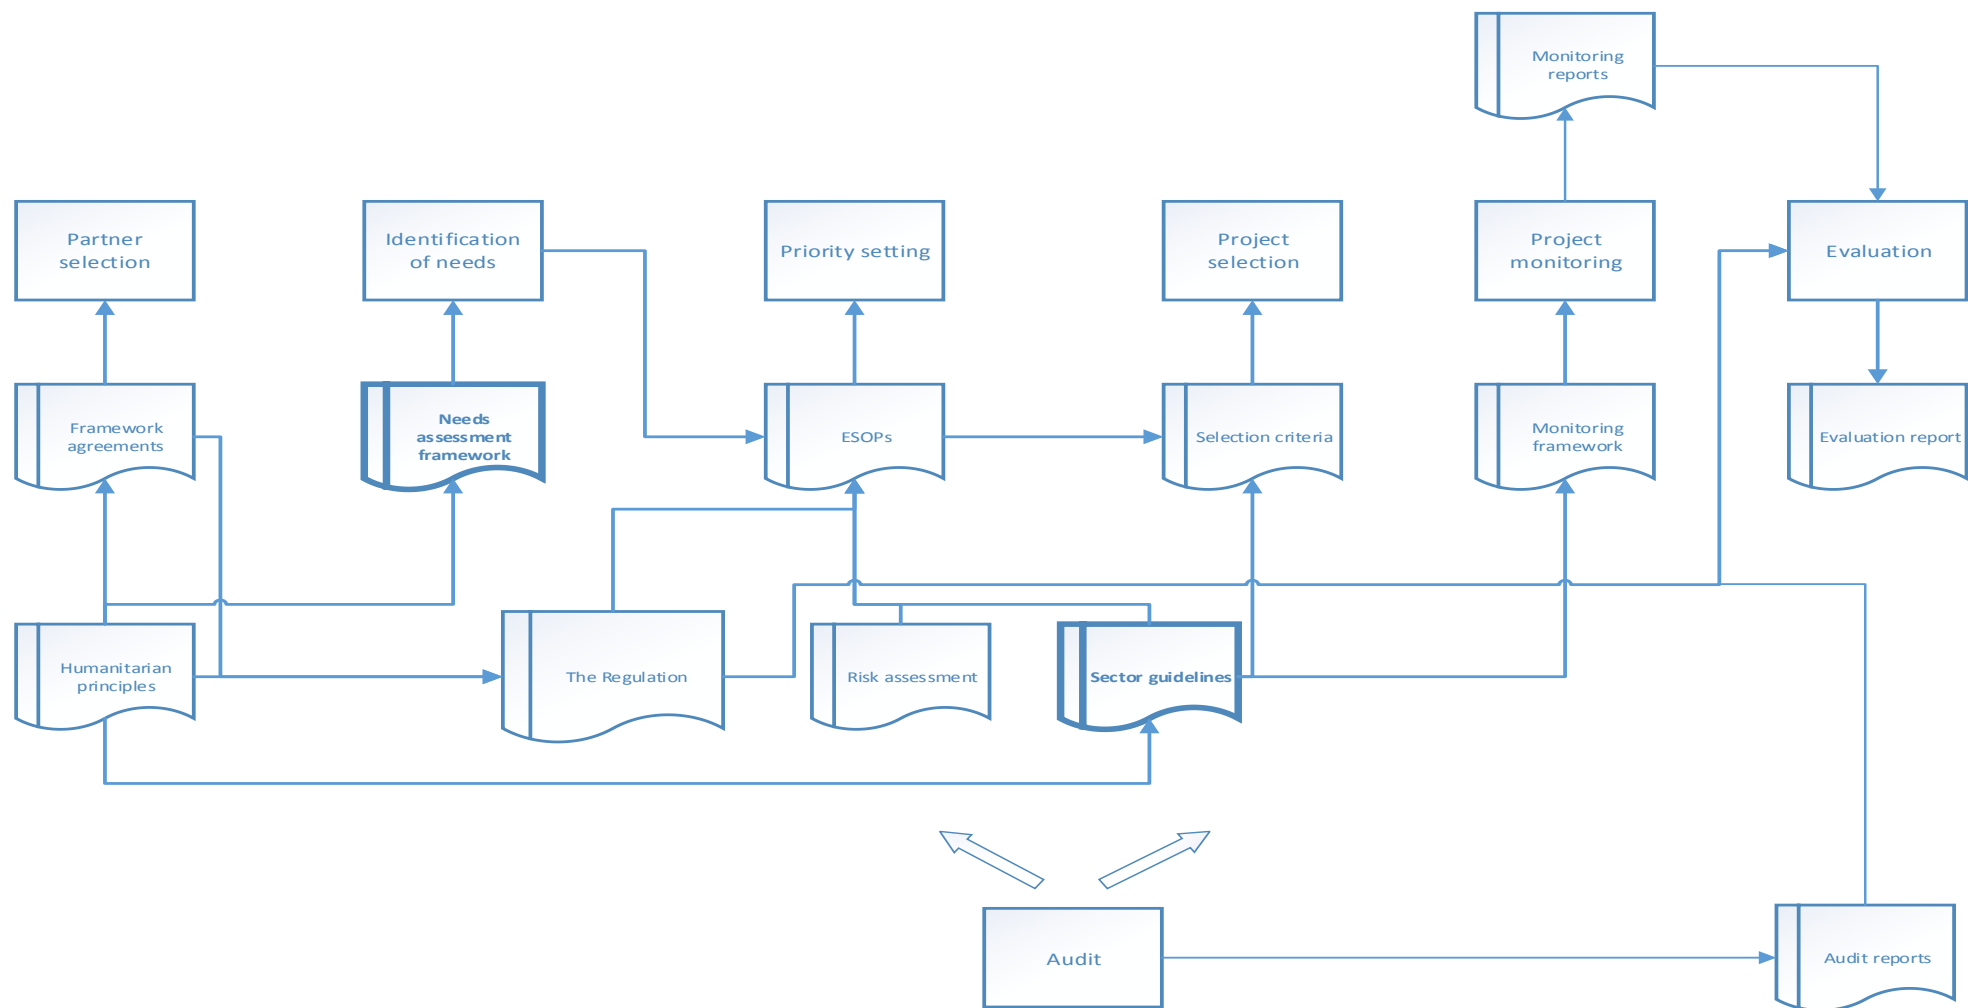 Monitoring
reports
Partner
selection
Identification
of needs
Priority setting
Project
selection
Project
monitoring
Evaluation
Framework
agreements
Needs
assessment
framework
ESOPs
Selection criteria
Monitoring
framework
Evaluation report
Humanitarian
principles
The Regulation
Risk assessment
Sector guidelines
Audit
Audit reports